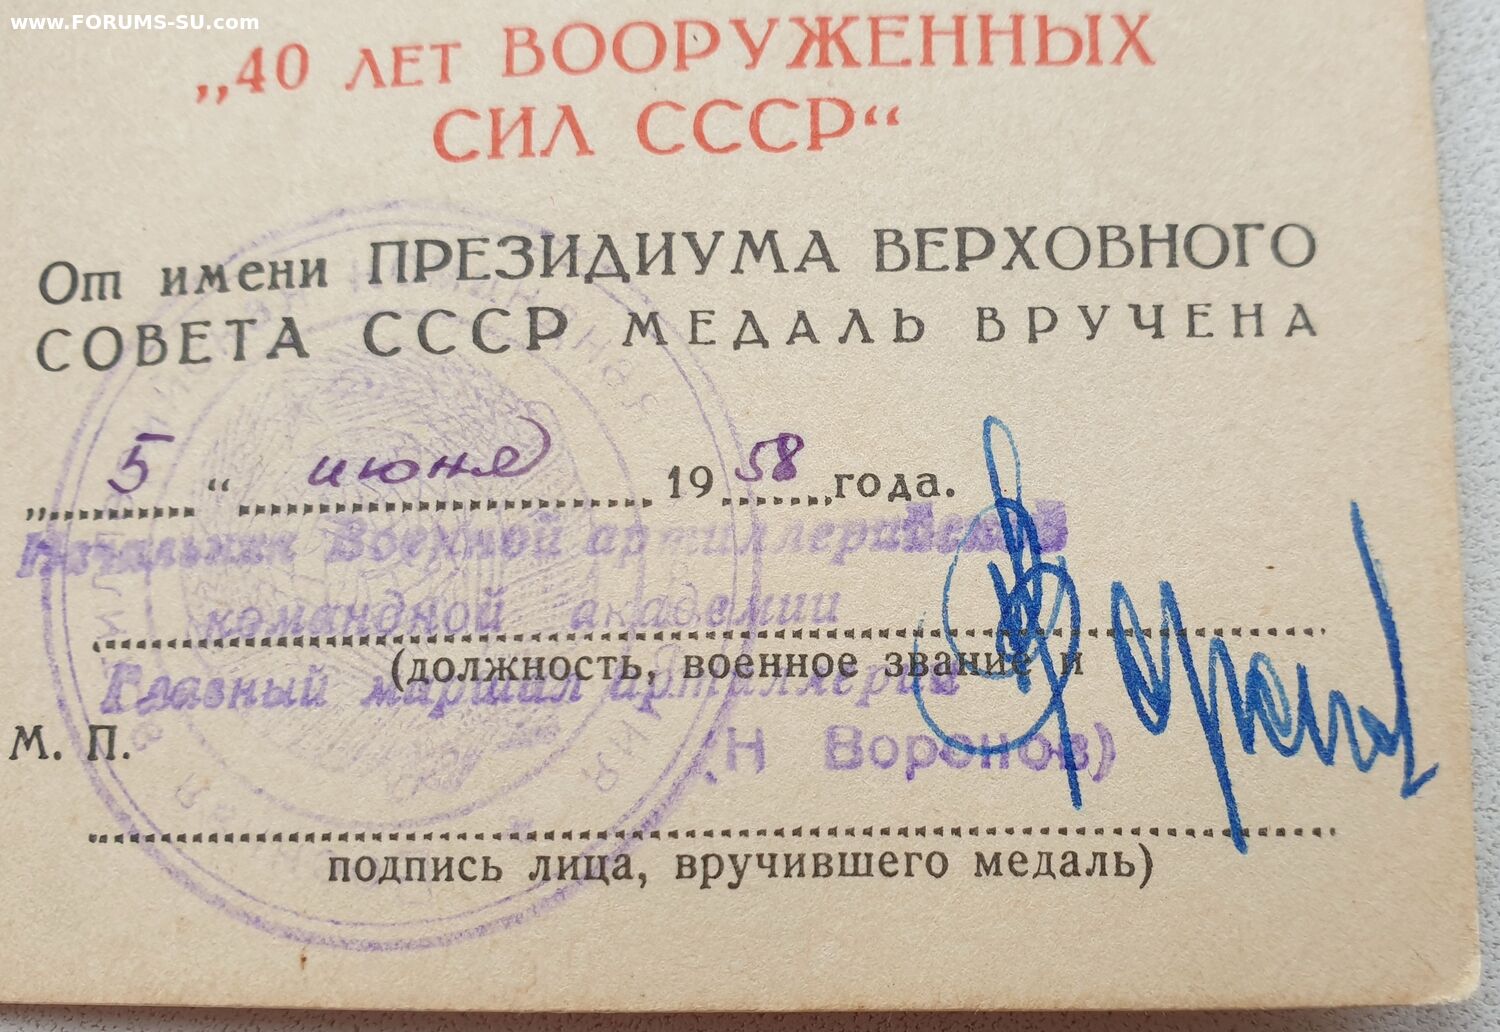 www.FORUMS-SU.com
„40 ЛЕТ ВООРУЖЕННЫХ
СИЛ СССР“
От имени ПРЕЗИДИУМА ВЕРХОВНОГО
СОВЕТА СССР МЕДАЛЬ ВРУЧЕНА
„5“ июня 1958 года.
Начальник Военной артиллерийской
командной академии
(должность, военное звание и
Главный маршал артиллерии
М. П.
(Н Воронов)
подпись лица, вручившего медаль)